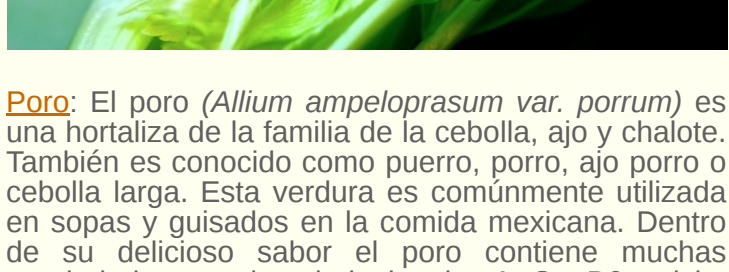 Poro: El poro (Allium ampeloprasum var. porrum) es
una hortaliza de la familia de la cebolla, ajo y chalote.
También es conocido como puerro, porro, ajo porro o
cebolla larga. Esta verdura es comúnmente utilizada
en sopas y guisados en la comida mexicana. Dentro
de su delicioso sabor el poro contiene muchas